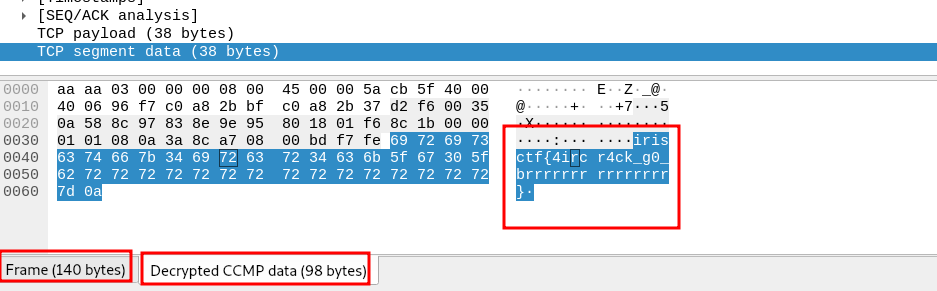 [Timestamps]
[SEQ/ACK analysis]
TCP payload (38 bytes)
TCP segment data (38 bytes)
0000 aa aa 03 00 00 00 08 00 45 00 00 5a cb 5f 40 00 ········ E··Z·_@·
0010 40 06 96 f7 c0 a8 2b bf c0 a8 2b 37 d2 f6 00 35 @·····+· ··+7···5
0020 0a 58 8c 97 83 8e 9e 95 80 18 01 f6 8c 1b 00 00 ·X······ ········
0030 01 01 08 0a 3a 8c a7 08 00 bd f7 fe 69 72 69 73 ····:··· ····iris
0040 63 74 66 7b 34 69 72 63 72 34 63 6b 5f 67 30 5f ctf{4irc r4ck_g0_
0050 62 72 72 72 72 72 72 72 72 72 72 72 72 72 72 72 brrrrrrr rrrrrrrr
0060 7d 0a }·
Frame (140 bytes) Decrypted CCMP data (98 bytes)